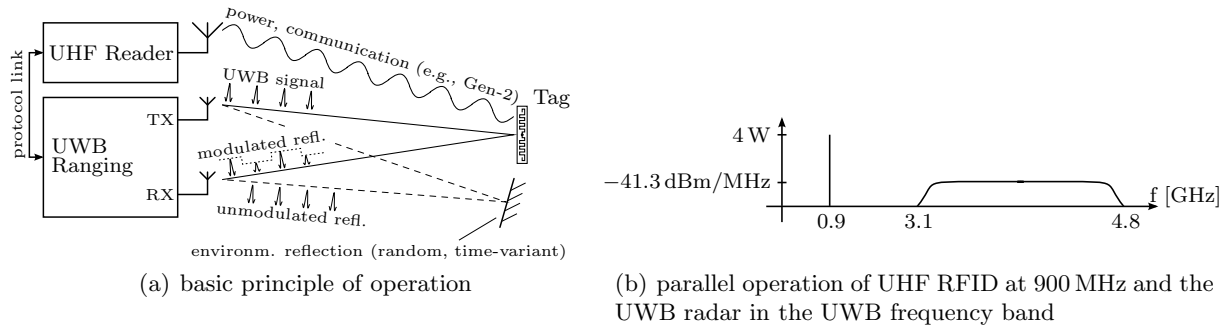 UHF Reader
protocol link
UWB
Ranging
TX
RX
power, communication (e.g., Gen-2)
UWB signal
Tag
modulated refl.
unmodulated refl.
environm. reflection (random, time-variant)
(a) basic principle of operation
4 W
−41.3 dBm/MHz
0.9
3.1
4.8
f [GHz]
(b) parallel operation of UHF RFID at 900 MHz and the
UWB radar in the UWB frequency band